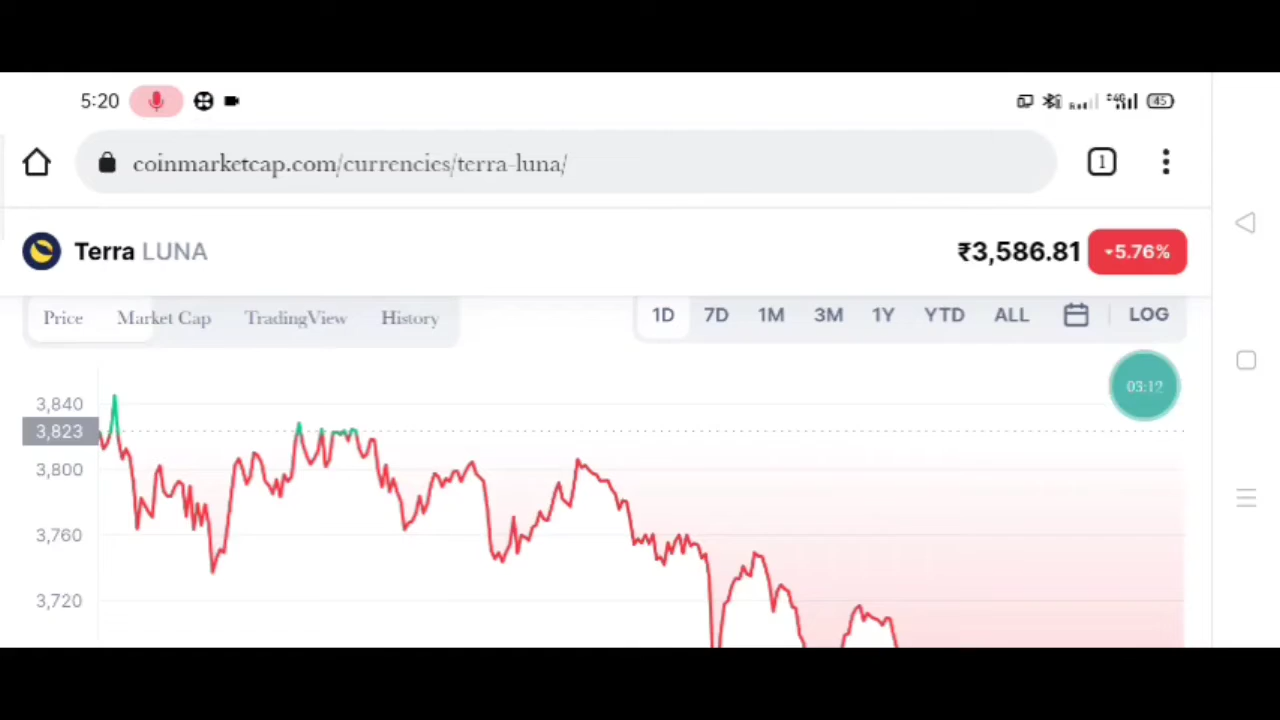 5:20 4G 45
coinmarketcap.com/currencies/terra-luna/ 1
Terra LUNA ₹3,586.81 5.76%
Price Market Cap TradingView History 1D 7D 1M 3M 1Y YTD ALL LOG
03:12
3,840
3,823
3,800
3,760
3,720